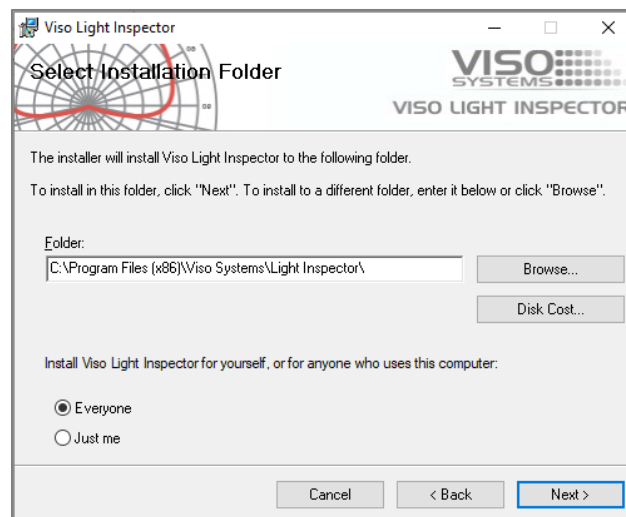 Viso Light Inspector
Select Installation Folder
VISO
SYSTEMS
VISO LIGHT INSPECTOR
The installer will install Viso Light Inspector to the following folder.
To install in this folder, click "Next". To install to a different folder, enter it below or click "Browse".
Folder:
C:\Program Files (x86)\Viso Systems\Light Inspector\
Browse...
Disk Cost...
Install Viso Light Inspector for yourself, or for anyone who uses this computer:
Everyone
Just me
Cancel
< Back
Next >